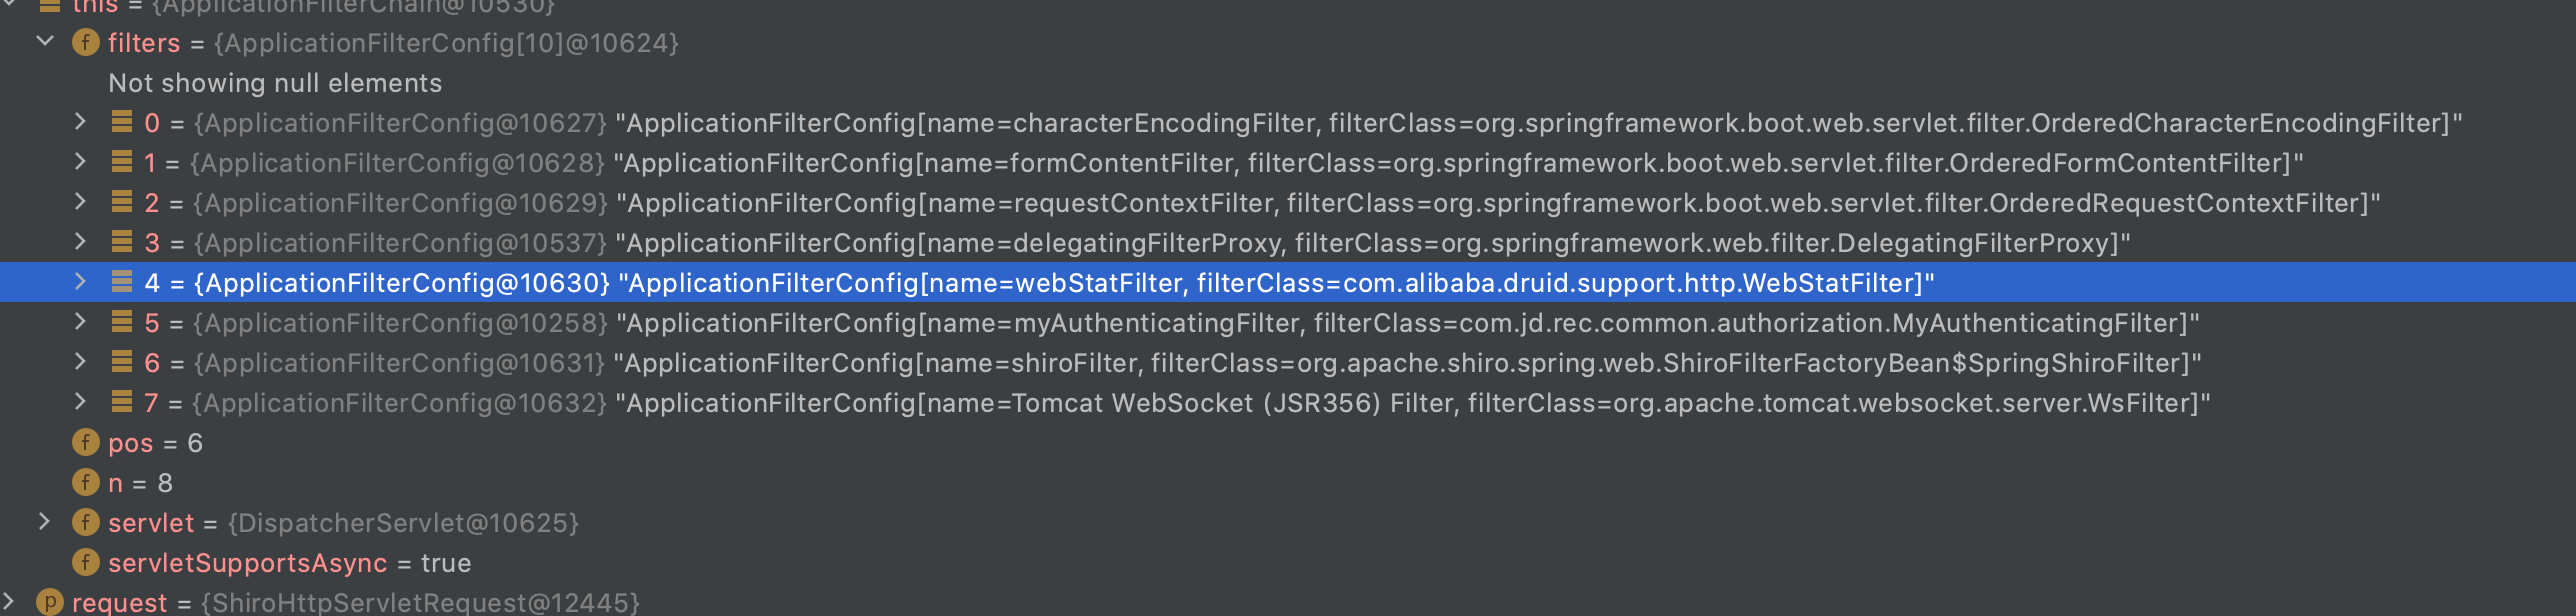 this = {ApplicationFilterChain@10530}
f filters = {ApplicationFilterConfig[10]@10624}
Not showing null elements
0 = {ApplicationFilterConfig@10627} "ApplicationFilterConfig[name=characterEncodingFilter, filterClass=org.springframework.boot.web.servlet.filter.OrderedCharacterEncodingFilter]"
1 = {ApplicationFilterConfig@10628} "ApplicationFilterConfig[name=formContentFilter, filterClass=org.springframework.boot.web.servlet.filter.OrderedFormContentFilter]"
2 = {ApplicationFilterConfig@10629} "ApplicationFilterConfig[name=requestContextFilter, filterClass=org.springframework.boot.web.servlet.filter.OrderedRequestContextFilter]"
3 = {ApplicationFilterConfig@10537} "ApplicationFilterConfig[name=delegatingFilterProxy, filterClass=org.springframework.web.filter.DelegatingFilterProxy]"
4 = {ApplicationFilterConfig@10630} "ApplicationFilterConfig[name=webStatFilter, filterClass=com.alibaba.druid.support.http.WebStatFilter]"
5 = {ApplicationFilterConfig@10258} "ApplicationFilterConfig[name=myAuthenticatingFilter, filterClass=com.jd.rec.common.authorization.MyAuthenticatingFilter]"
6 = {ApplicationFilterConfig@10631} "ApplicationFilterConfig[name=shiroFilter, filterClass=org.apache.shiro.spring.web.ShiroFilterFactoryBean$SpringShiroFilter]"
7 = {ApplicationFilterConfig@10632} "ApplicationFilterConfig[name=Tomcat WebSocket (JSR356) Filter, filterClass=org.apache.tomcat.websocket.server.WsFilter]"
f pos = 6
f n = 8
f servlet = {DispatcherServlet@10625}
f servletSupportsAsync = true
p request = {ShiroHttpServletRequest@12445}